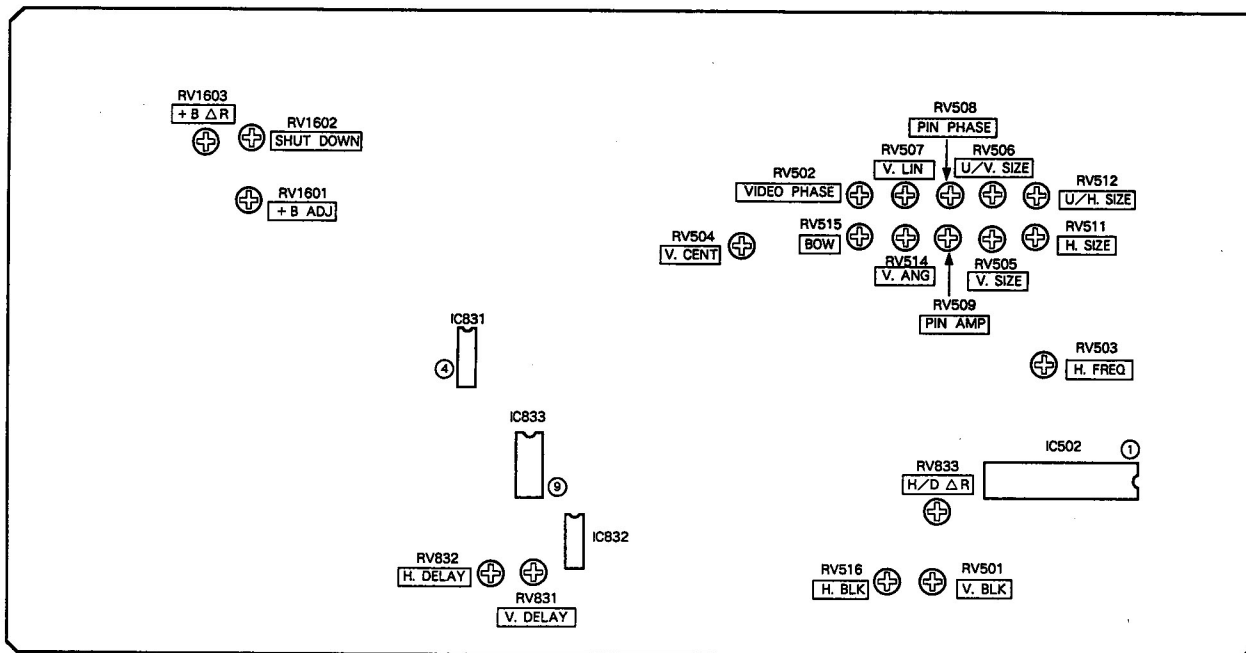 RV1603
+B △R
RV1602
SHUT DOWN
RV1601
+B ADJ
RV508
PIN PHASE
RV507
V. LIN
RV506
U/V. SIZE
RV502
VIDEO PHASE
RV512
U/H. SIZE
RV515
BOW
RV511
H. SIZE
RV504
V. CENT
RV514
V. ANG
RV505
V. SIZE
RV509
PIN AMP
IC831
④
RV503
H. FREQ
IC833
⑨
IC502
①
RV833
H/D △R
IC832
RV832
H. DELAY
RV831
V. DELAY
RV516
H. BLK
RV501
V. BLK